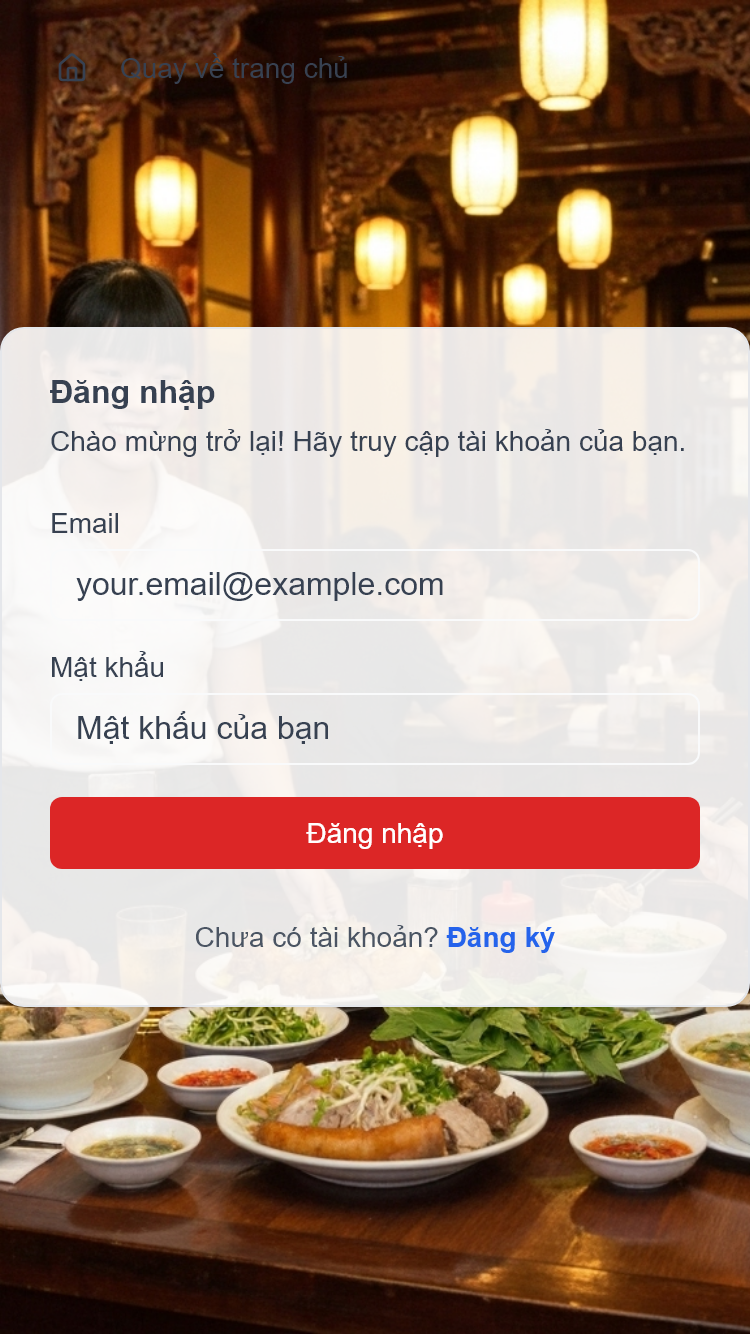 Quay về trang chủ
Đăng nhập
Chào mừng trở lại! Hãy truy cập tài khoản của bạn.
Email
your.email@example.com
Mật khẩu
Mật khẩu của bạn
Đăng nhập
Chưa có tài khoản? Đăng ký